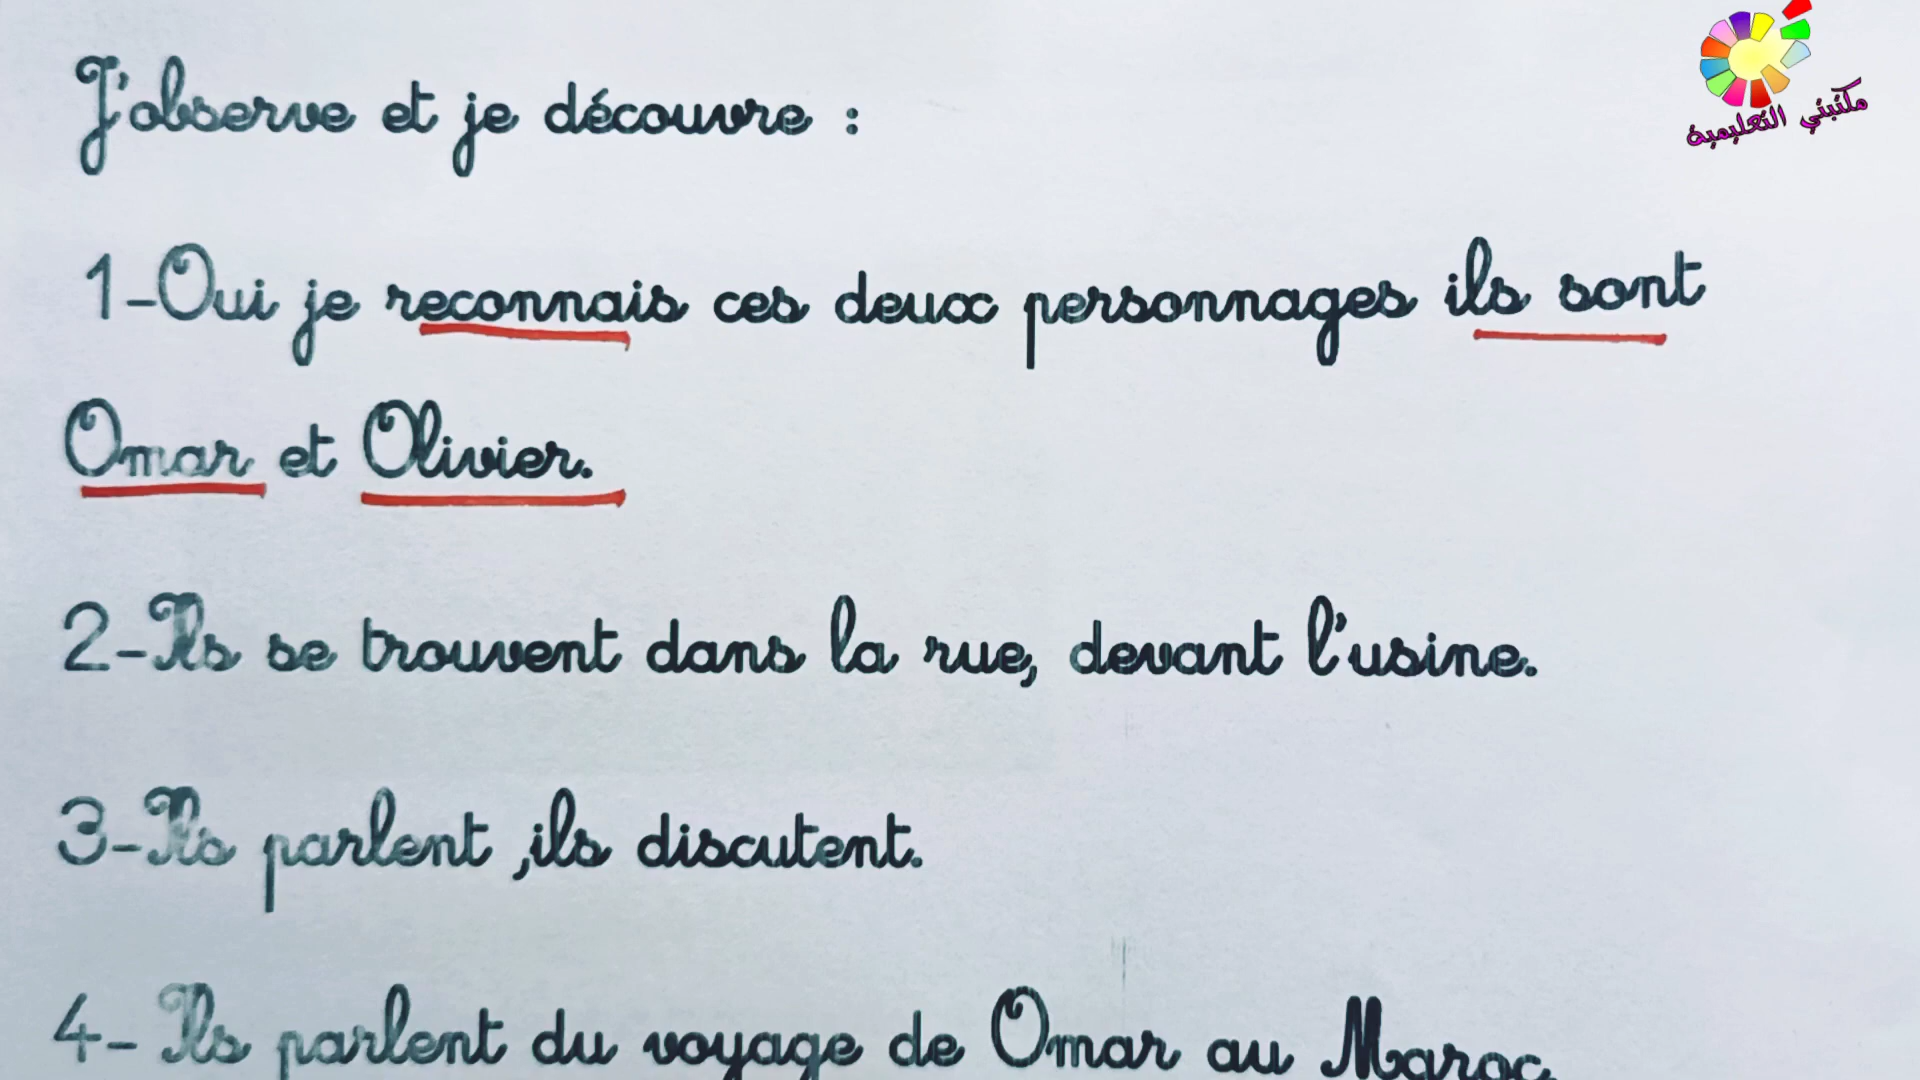 J'observe et je découvre :
مكتبتي التعليمية
1-Oui je reconnais ces deux personnages ils sont
Omar et Olivier.
2-Ils se trouvent dans la rue, devant l'usine.
3-Ils parlent ,ils discutent.
4- Ils parlent du voyage de Omar au Maroc.